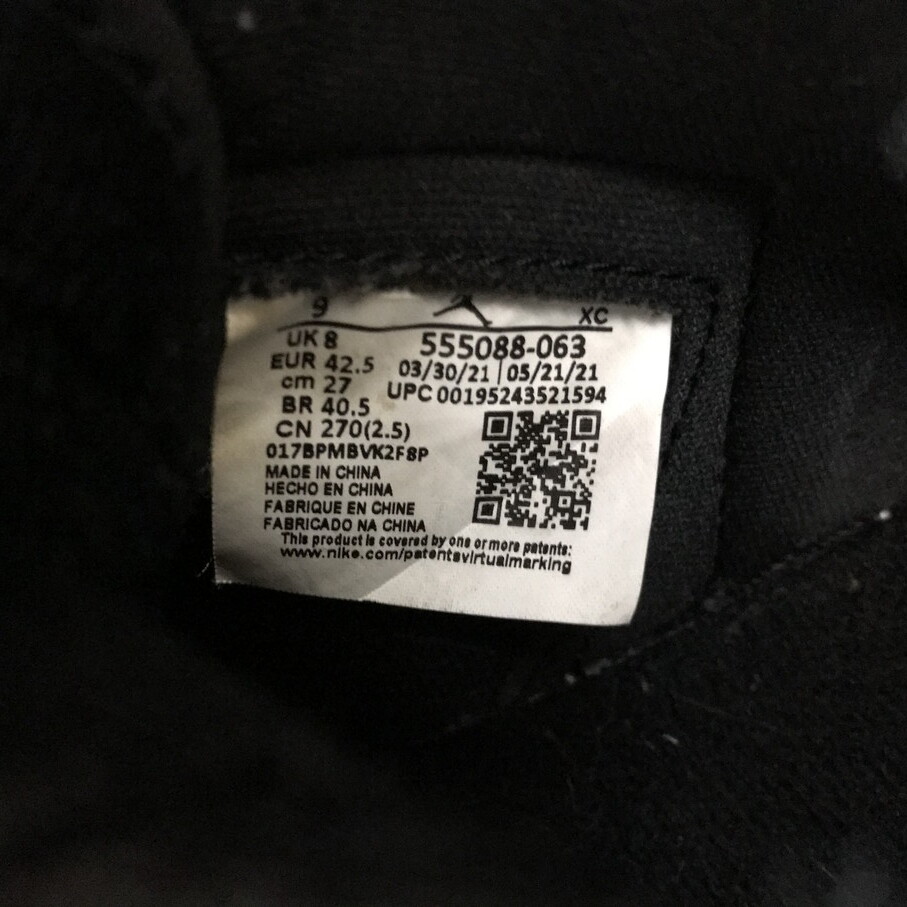 9 XC
UK 8
EUR 42.5
cm 27
BR 40.5
CN 270(2.5)
017BPMBVK2F8P
555088-063
03/30/21 | 05/21/21
UPC 00195243521594
MADE IN CHINA
HECHO EN CHINA
FABRIQUE EN CHINE
FABRICADO NA CHINA
This product is covered by one or more patents:
www.nike.com/patentsvirtualmarking